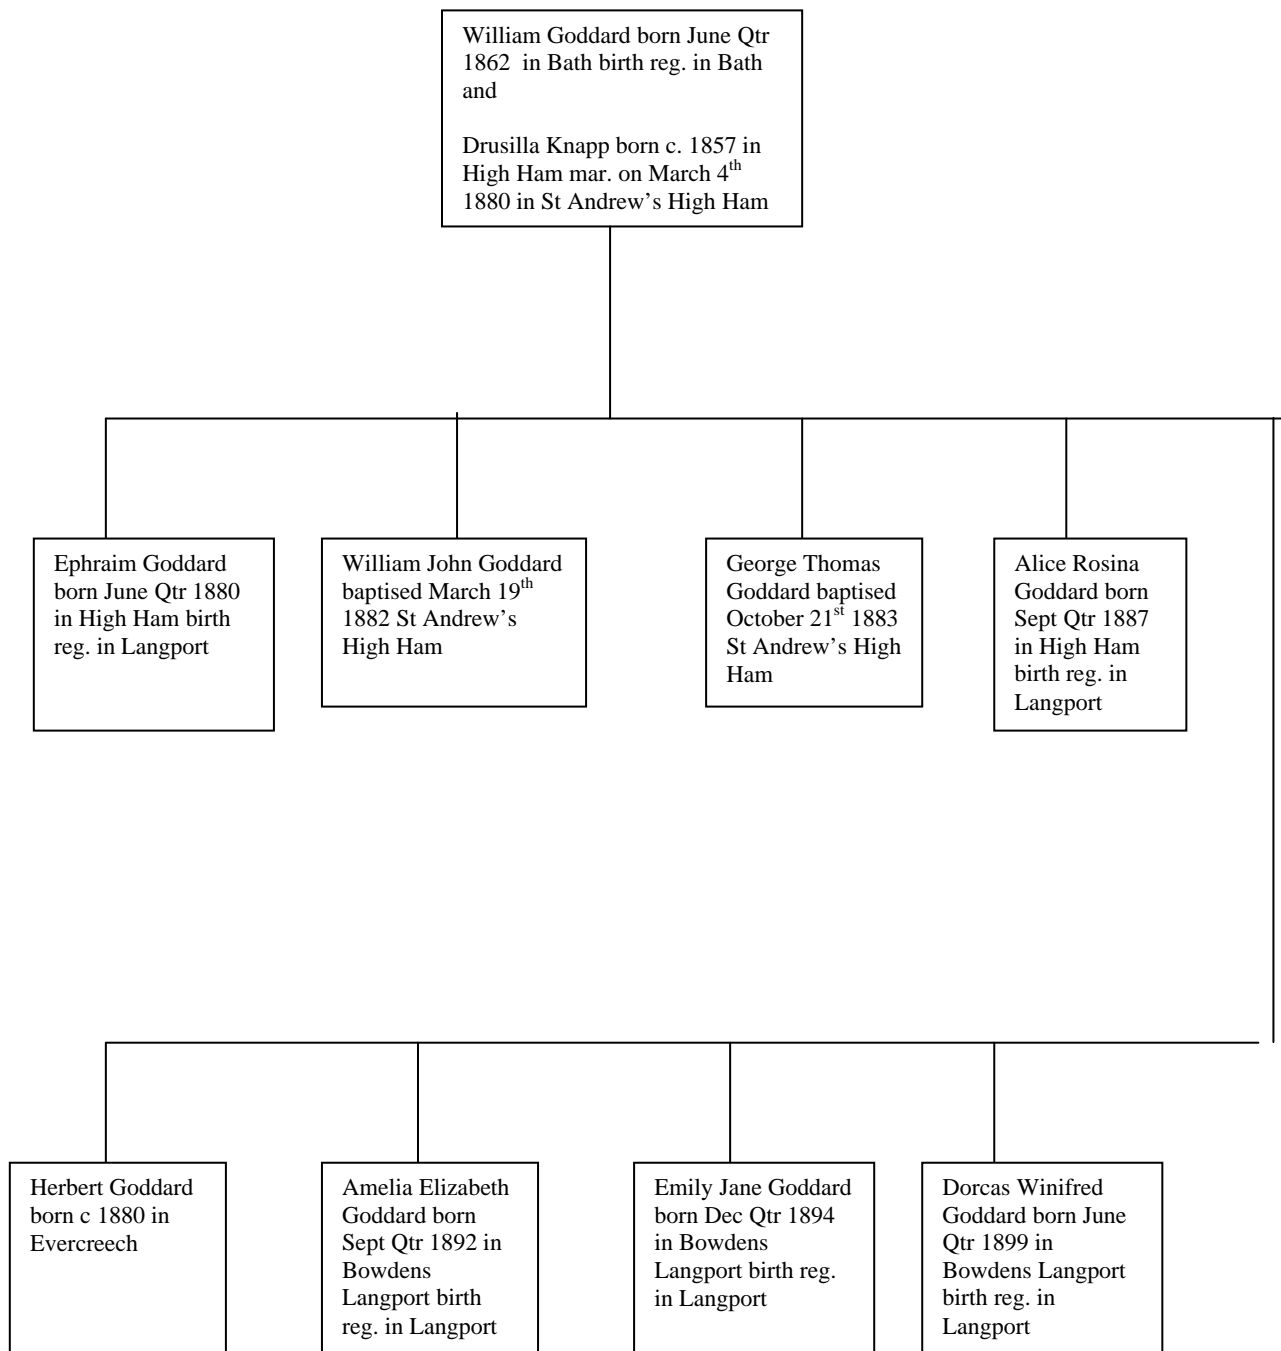 William Goddard born June Qtr
1862  in Bath birth reg. in Bath
and
Drusilla Knapp born c. 1857 in
High Ham mar. on March 4th
1880 in St Andrew’s High Ham
Ephraim Goddard
born June Qtr 1880
in High Ham birth
reg. in Langport
William John Goddard
baptised March 19th
1882 St Andrew’s
High Ham
George Thomas
Goddard baptised
October 21st 1883
St Andrew’s High
Ham
Alice Rosina
Goddard born
Sept Qtr 1887
in High Ham
birth reg. in
Langport
Herbert Goddard
born c 1880 in
Evercreech
Amelia Elizabeth
Goddard born
Sept Qtr 1892 in
Bowdens
Langport birth
reg. in Langport
Emily Jane Goddard
born Dec Qtr 1894
in Bowdens
Langport birth reg.
in Langport
Dorcas Winifred
Goddard born June
Qtr 1899 in
Bowdens Langport
birth reg. in
Langport